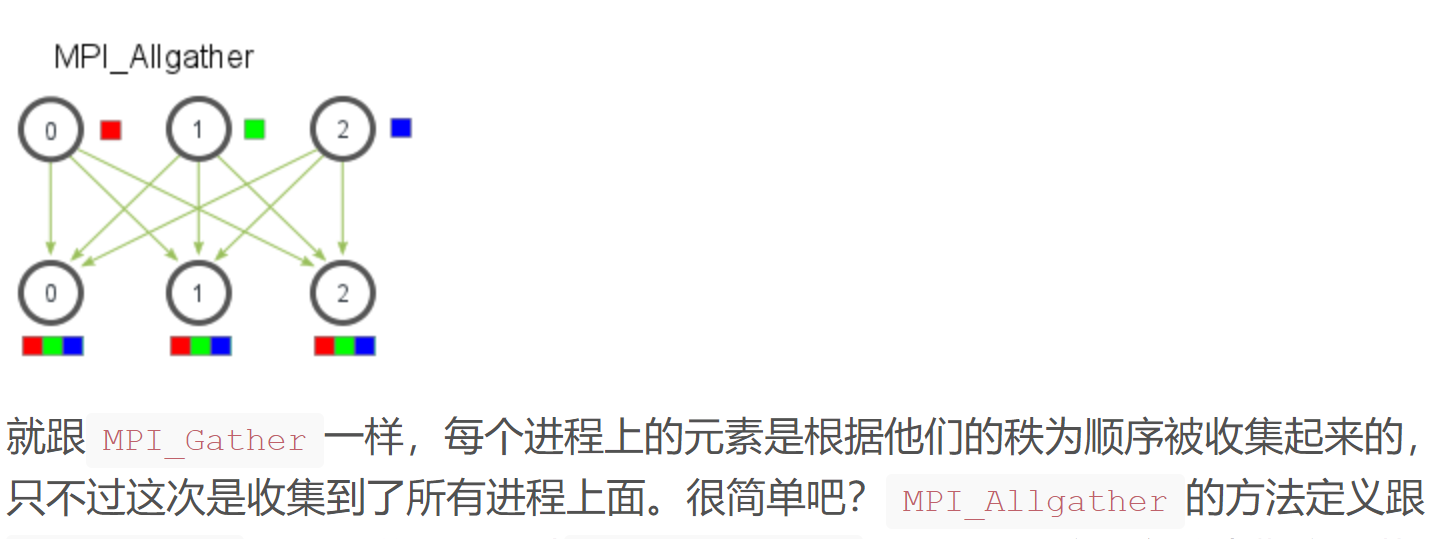 MPI_Allgather
0 1 2
0 1 2
就跟 MPI_Gather 一样，每个进程上的元素是根据他们的秩为顺序被收集起来的，
只不过这次是收集到了所有进程上面。很简单吧？ MPI_Allgather 的方法定义跟